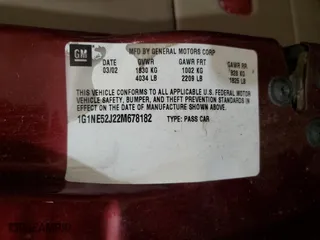 GM
MFD BY GENERAL MOTORS CORP
DATE GVWR GAWR FRT GAWR RR
03/02 1830 KG 1002 KG 828 KG
4034 LB 2209 LB 1825 LB
THIS VEHICLE CONFORMS TO ALL APPLICABLE U.S. FEDERAL MOTOR
VEHICLE SAFETY, BUMPER, AND THEFT PREVENTION STANDARDS IN
EFFECT ON THE DATE OF MANUFACTURE SHOWN ABOVE.
1G1NE52J22M678182 TYPE: PASS CAR